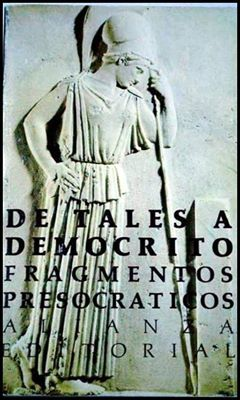 DE TALES A
DEMOCRITO
FRAGMENTOS
PRESOCRATICOS
ALIANZA
EDITORIAL